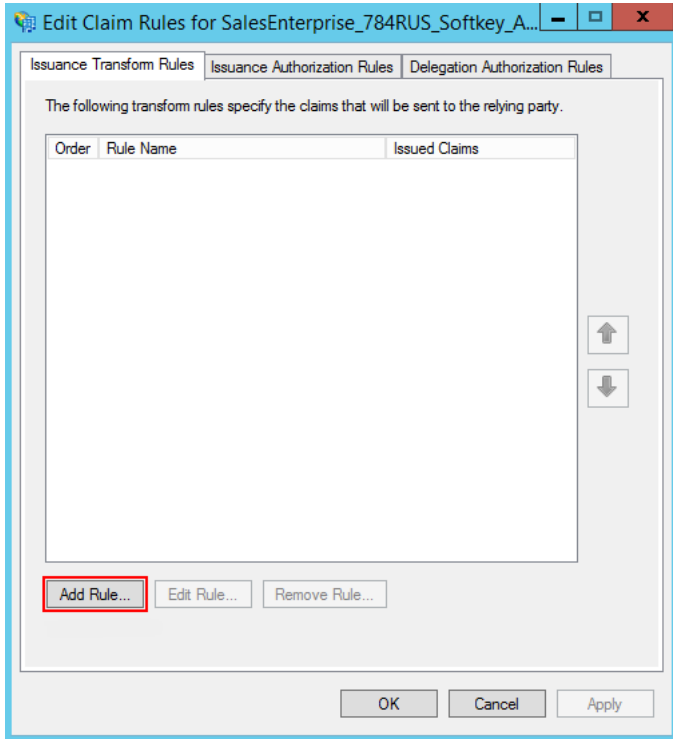 Edit Claim Rules for SalesEnterprise_784RUS_Softkey_A...
Issuance Transform Rules Issuance Authorization Rules Delegation Authorization Rules
The following transform rules specify the claims that will be sent to the relying party.
Order Rule Name Issued Claims
Add Rule... Edit Rule... Remove Rule...
OK Cancel Apply